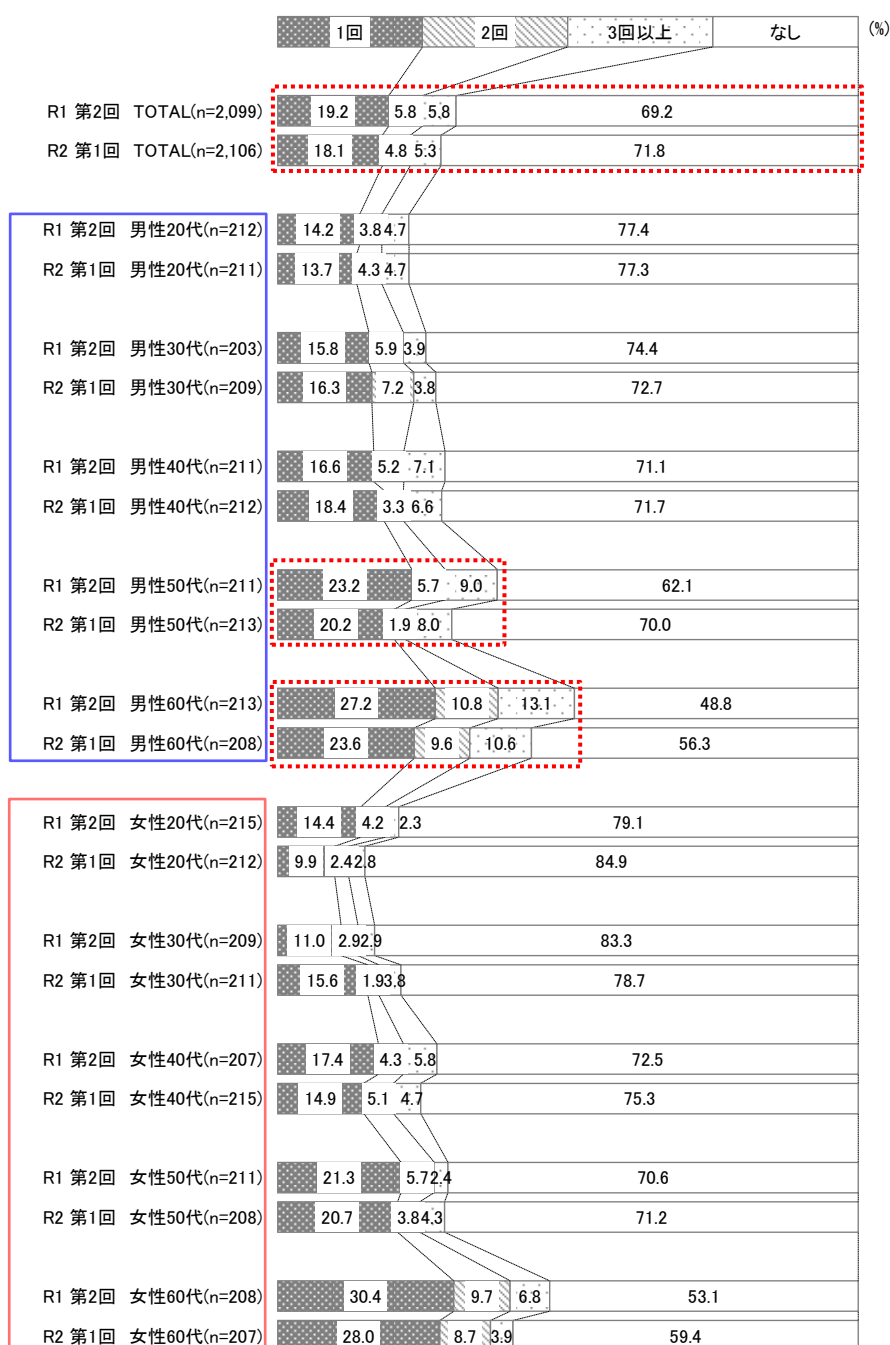 1回 2回 3回以上 なし (%)
R1 第2回 TOTAL(n=2,099) 19.2 5.8 5.8 69.2
R2 第1回 TOTAL(n=2,106) 18.1 4.8 5.3 71.8
R1 第2回 男性20代(n=212) 14.2 3.8 4.7 77.4
R2 第1回 男性20代(n=211) 13.7 4.3 4.7 77.3
R1 第2回 男性30代(n=203) 15.8 5.9 3.9 74.4
R2 第1回 男性30代(n=209) 16.3 7.2 3.8 72.7
R1 第2回 男性40代(n=211) 16.6 5.2 7.1 71.1
R2 第1回 男性40代(n=212) 18.4 3.3 6.6 71.7
R1 第2回 男性50代(n=211) 23.2 5.7 9.0 62.1
R2 第1回 男性50代(n=213) 20.2 1.9 8.0 70.0
R1 第2回 男性60代(n=213) 27.2 10.8 13.1 48.8
R2 第1回 男性60代(n=208) 23.6 9.6 10.6 56.3
R1 第2回 女性20代(n=215) 14.4 4.2 2.3 79.1
R2 第1回 女性20代(n=212) 9.9 2.4 2.8 84.9
R1 第2回 女性30代(n=209) 11.0 2.9 2.9 83.3
R2 第1回 女性30代(n=211) 15.6 1.9 3.8 78.7
R1 第2回 女性40代(n=207) 17.4 4.3 5.8 72.5
R2 第1回 女性40代(n=215) 14.9 5.1 4.7 75.3
R1 第2回 女性50代(n=211) 21.3 5.7 2.4 70.6
R2 第1回 女性50代(n=208) 20.7 3.8 4.3 71.2
R1 第2回 女性60代(n=208) 30.4 9.7 6.8 53.1
R2 第1回 女性60代(n=207) 28.0 8.7 3.9 59.4